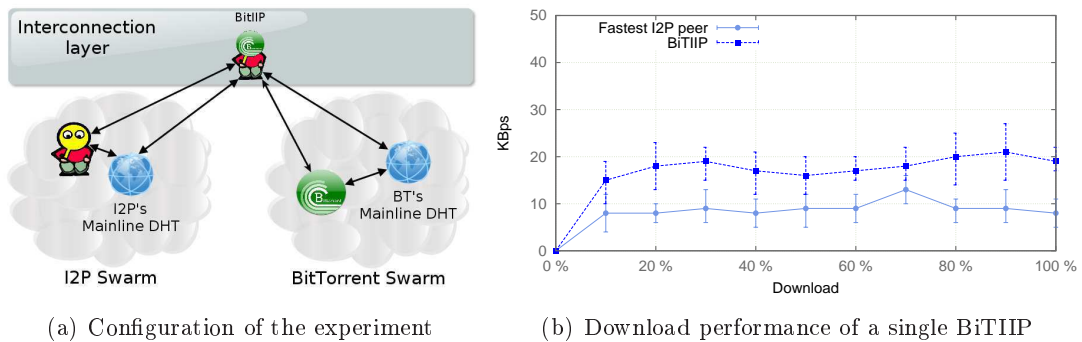 BitIIP
Interconnection
layer
I2P's
Mainline DHT
BT's
Mainline DHT
I2P Swarm
BitTorrent Swarm
(a) Configuration of the experiment
Fastest I2P peer
BiTIIP
KBps
50
40
30
20
10
0
0 %
20 %
40 %
60 %
80 %
100 %
Download
(b) Download performance of a single BiTIIP